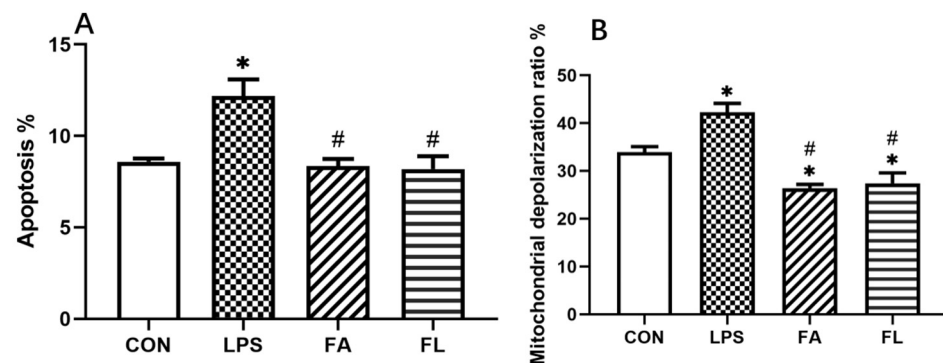 A
Apoptosis %
15
10
5
0
*
#
#
CON LPS FA FL
B
Mitochondrial depolarization ratio %
50
40
30
20
10
0
*
# #
* *
CON LPS FA FL